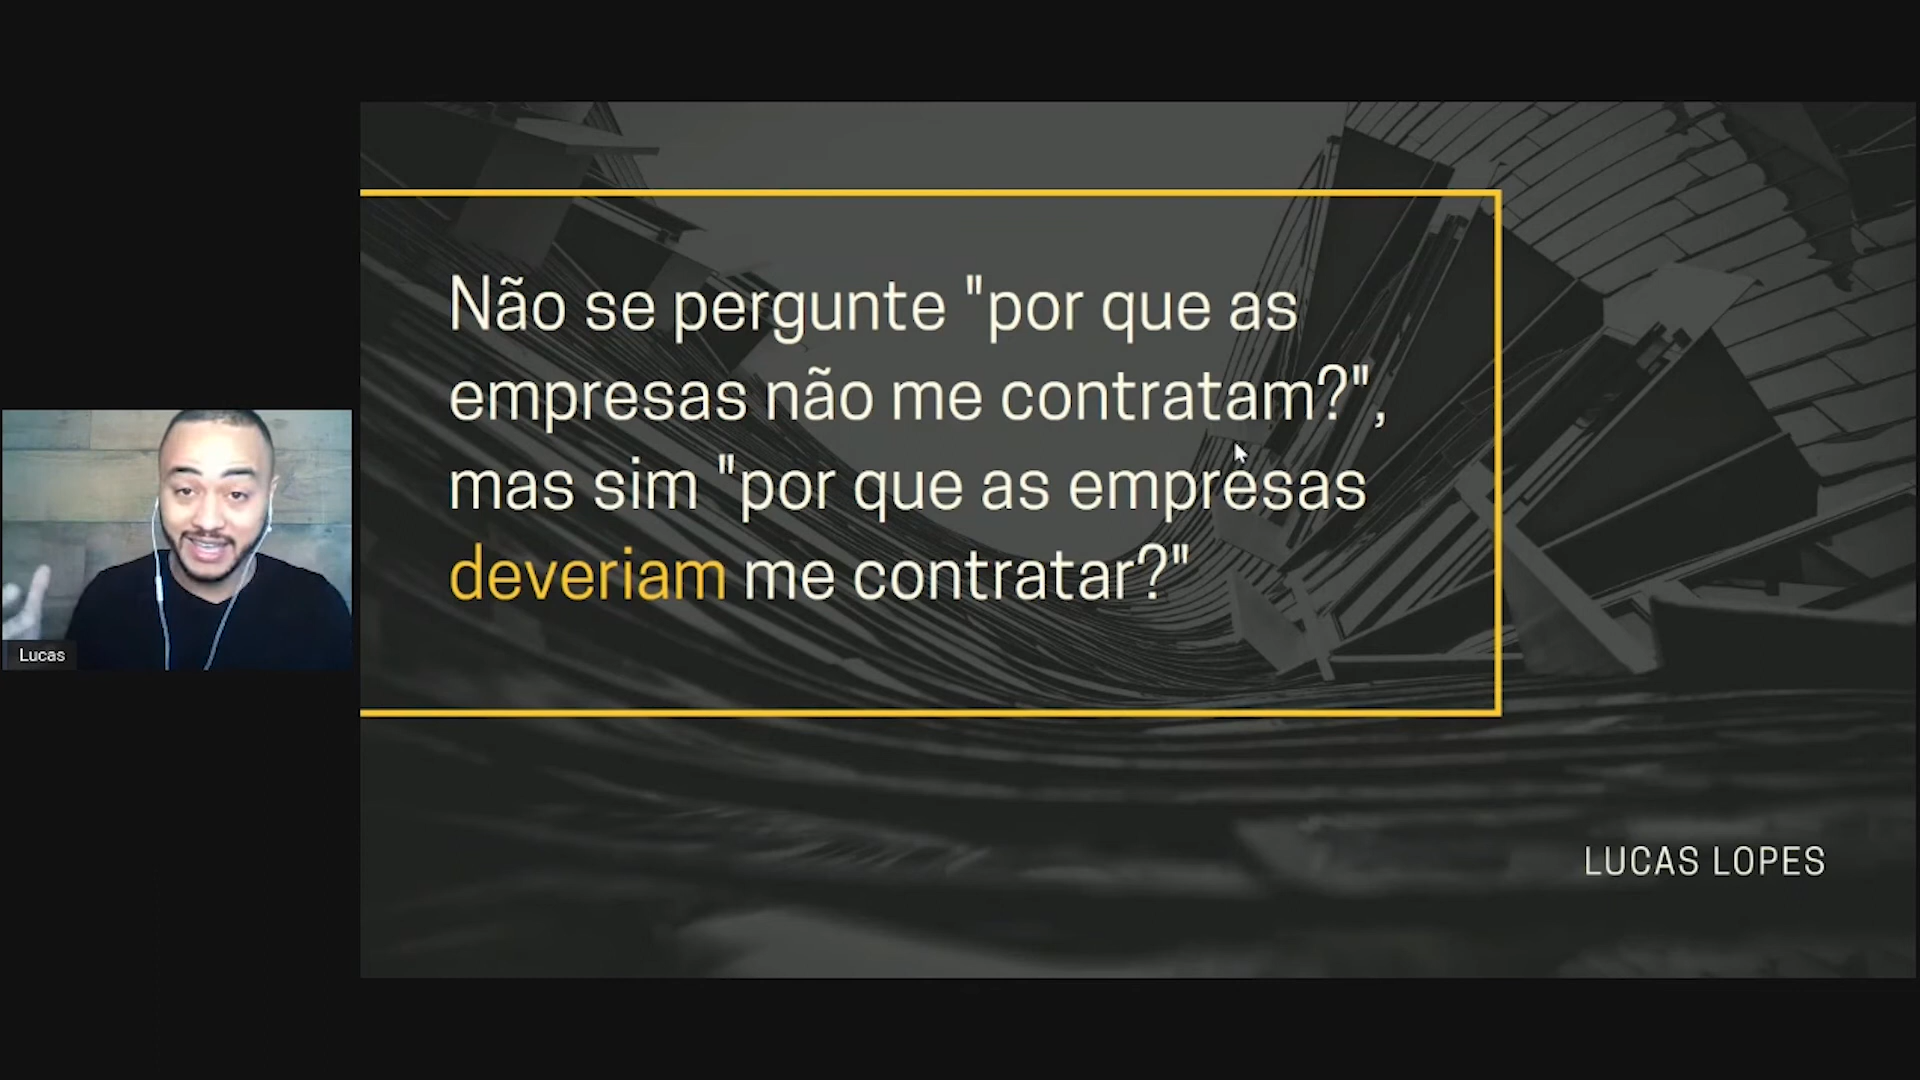 Não se pergunte "por que as
empresas não me contratam?",
mas sim "por que as empresas
deveriam me contratar?"
Lucas
LUCAS LOPES